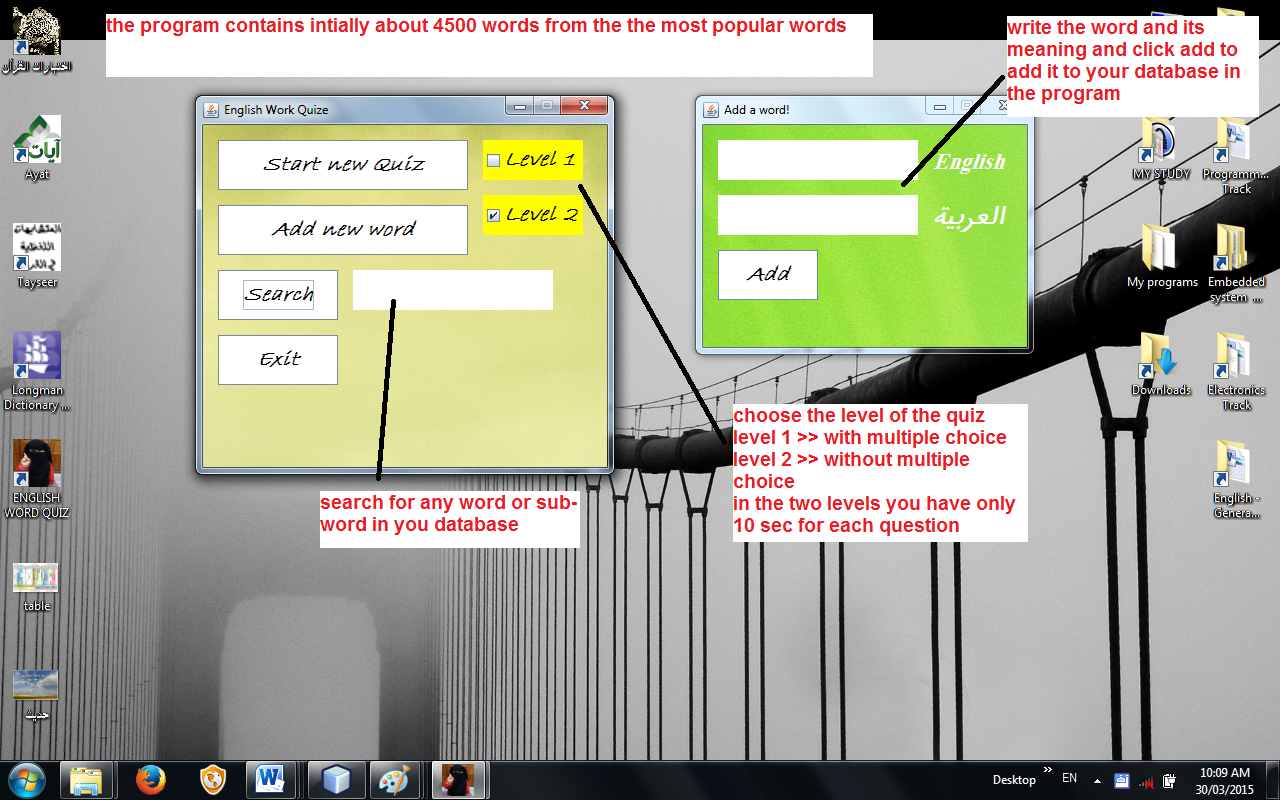 the program contains intially about 4500 words from the the most popular words
write the word and its
meaning and click add to
add it to your database in
the program
English Work Quize
Start new Quiz
Level 1
Add new word
Level 2
Search
Exit
Add a word!
English
العربية
Add
choose the level of the quiz
level 1 >> with multiple choice
level 2 >> without multiple
choice
in the two levels you have only
10 sec for each question
search for any word or sub-
word in you database
اختبارات القرآن
آيات
Ayat
المتشابهات
اللفظية
Tayseer
Longman
Dictionary ...
ENGLISH
WORD QUIZ
table
حديث
MY STUDY
Programm...
Track
My programs
Embedded
system ...
Downloads
Electronics
Track
English -
Genera...
Desktop
»
EN
10:09 AM
30/03/2015